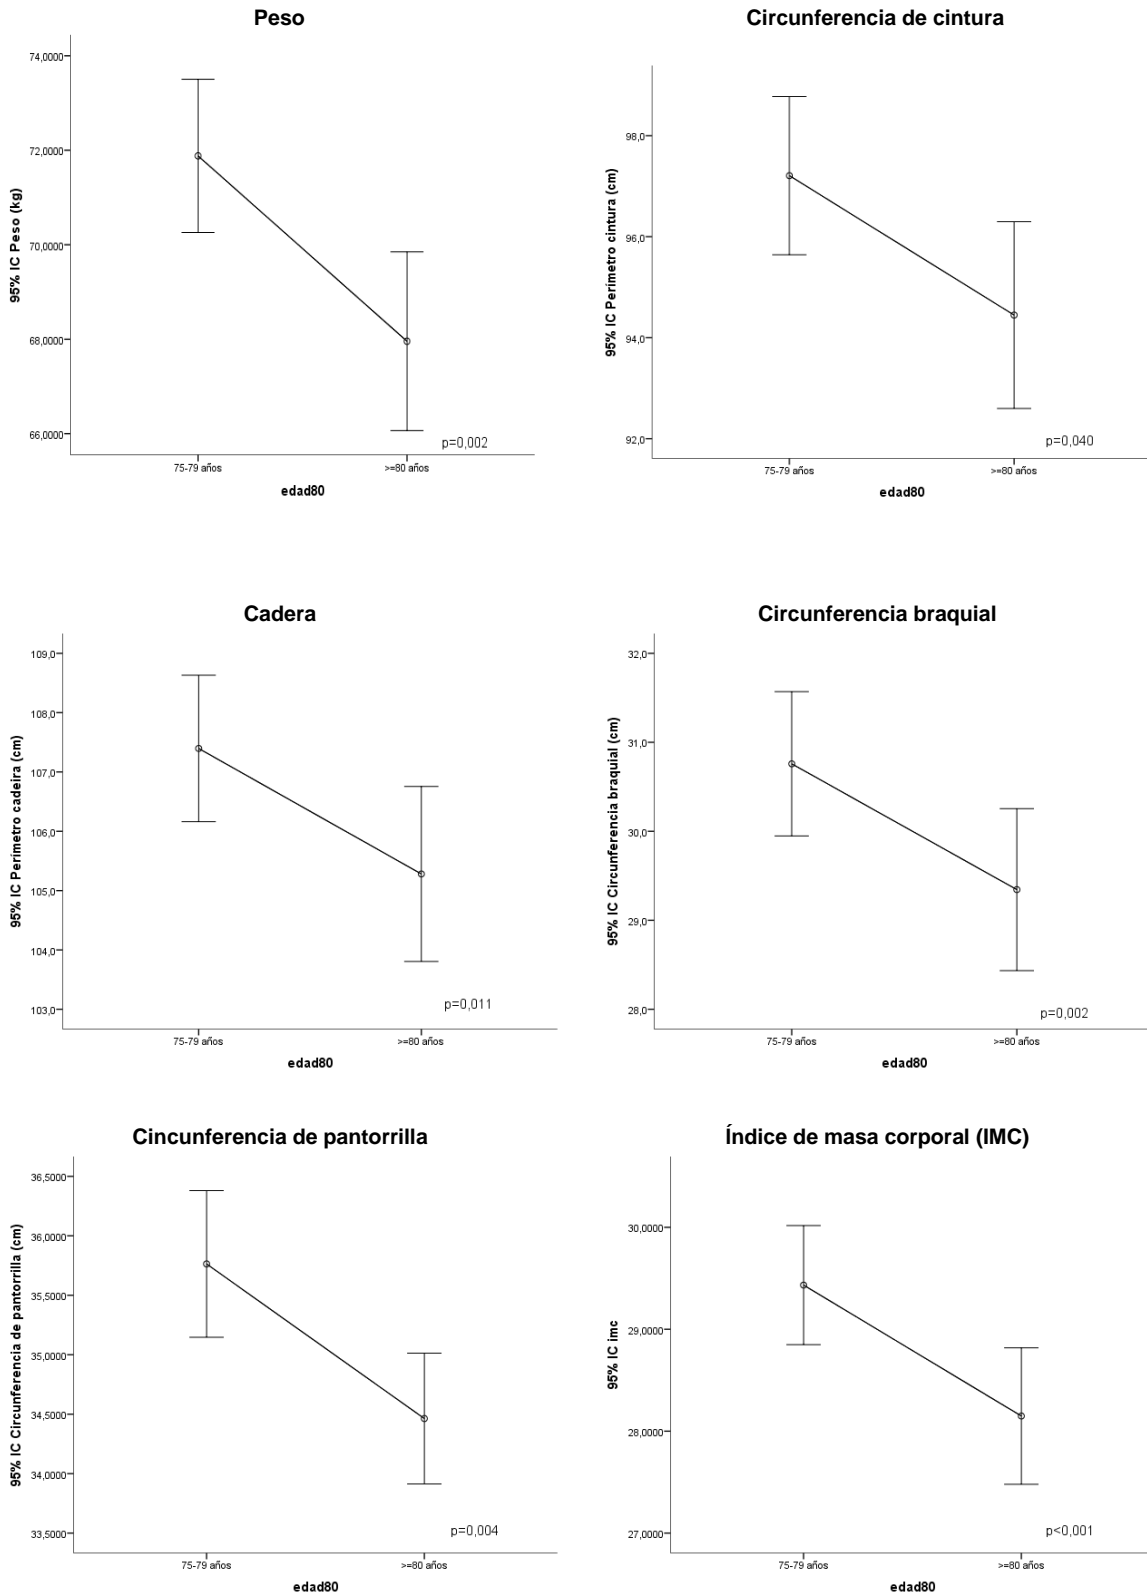 Peso
74,0000
72,0000
70,0000
68,0000
66,0000
95% IC Peso (kg)
p=0,002
75-79 años
>=80 años
edad80
Circunferencia de cintura
98,0
96,0
94,0
92,0
95% IC Perímetro cintura (cm)
p=0,040
75-79 años
>=80 años
edad80
Cadera
109,0
108,0
107,0
106,0
105,0
104,0
103,0
95% IC Perímetro cadeira (cm)
p=0,011
75-79 años
>=80 años
edad80
Circunferencia braquial
32,0
31,0
30,0
29,0
28,0
95% IC Circunferencia braquial (cm)
p=0,002
75-79 años
>=80 años
edad80
Cincunferencia de pantorrilla
36,5000
36,0000
35,5000
35,0000
34,5000
34,0000
33,5000
95% IC Circunferencia de pantorrilla (cm)
p=0,004
75-79 años
>=80 años
edad80
Índice de masa corporal (IMC)
30,0000
29,0000
28,0000
27,0000
95% IC imc
p<0,001
75-79 años
>=80 años
edad80